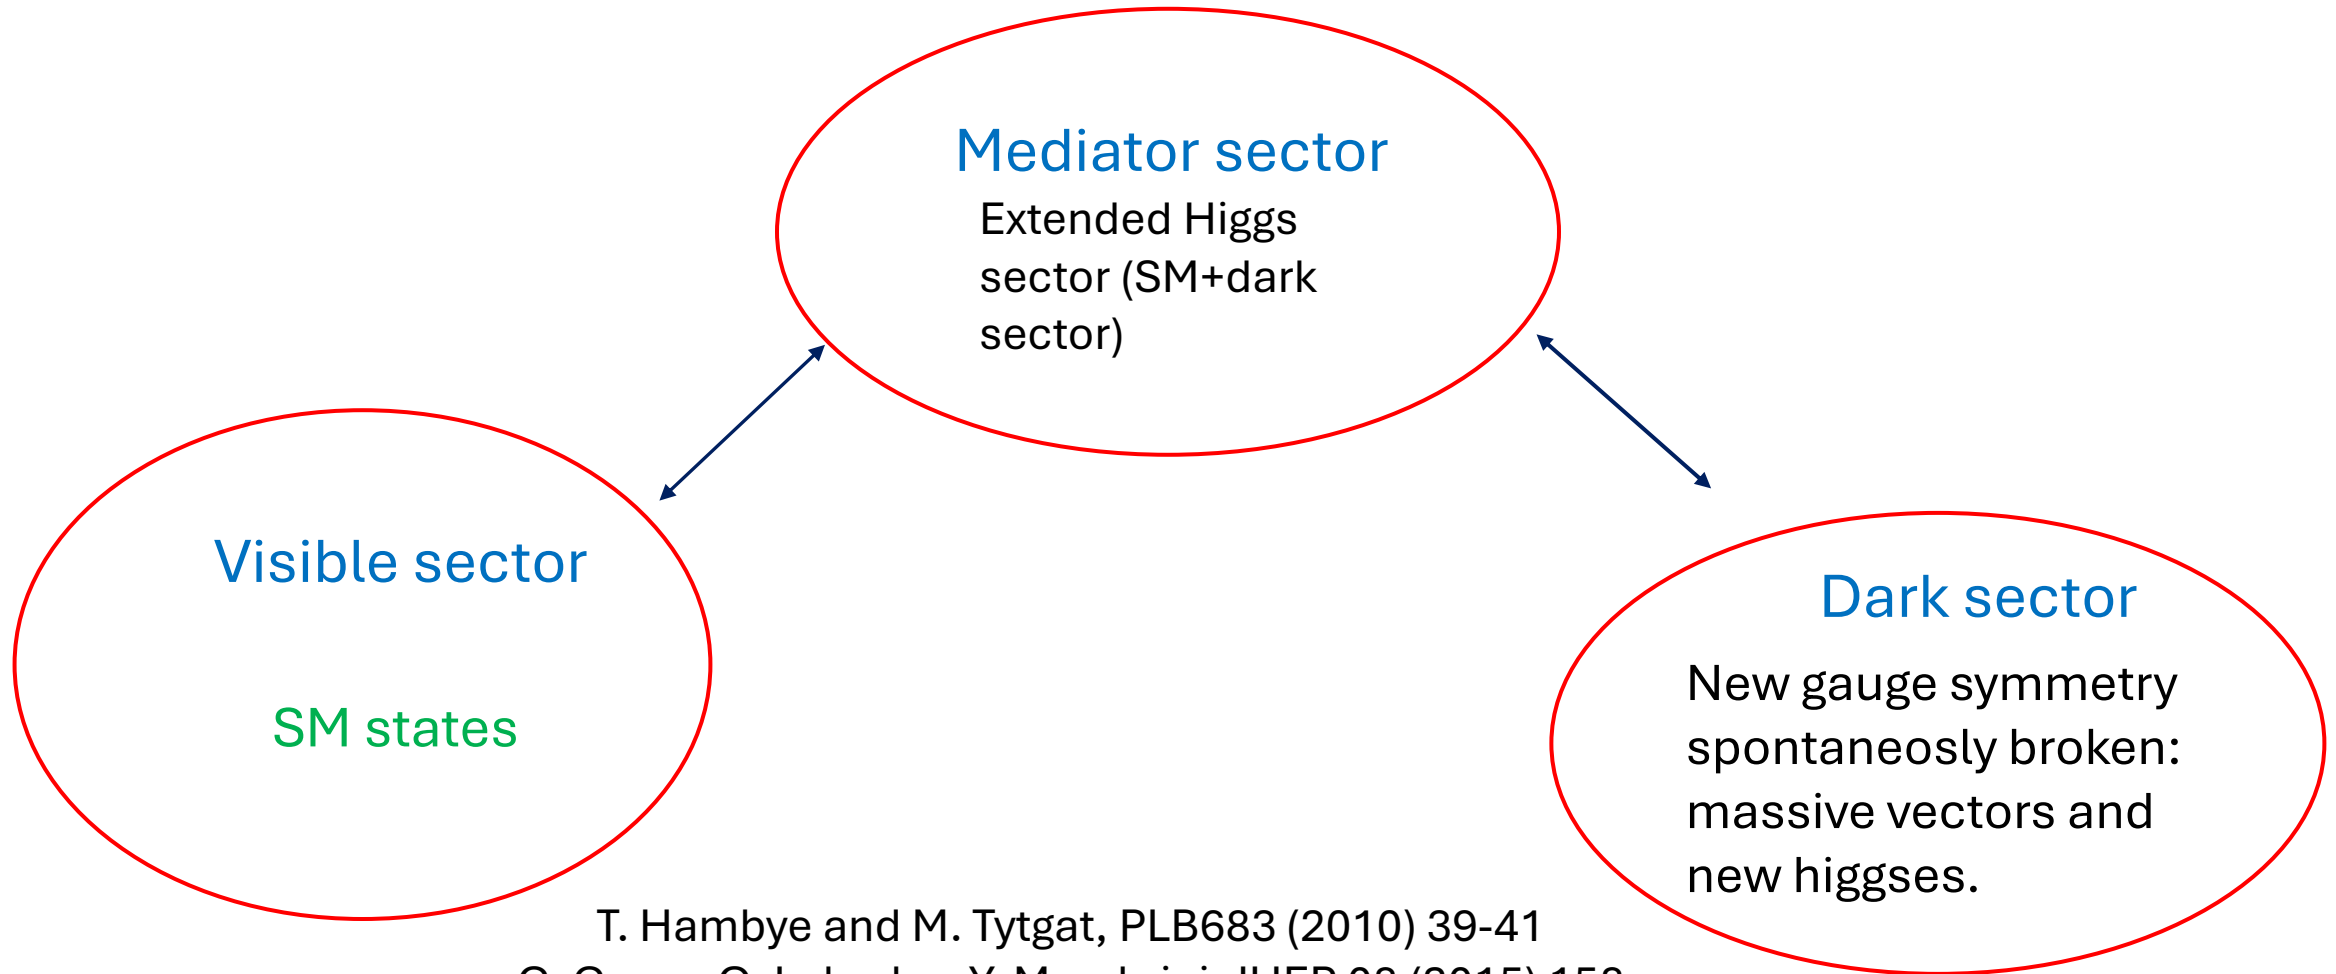 Mediator sector
Extended Higgs
sector (SM+dark
sector)
Visible sector
SM states
Dark sector
New gauge symmetry
spontaneosly broken:
massive vectors and
new higgses.
T. Hambye and M. Tytgat, PLB683 (2010) 39-41